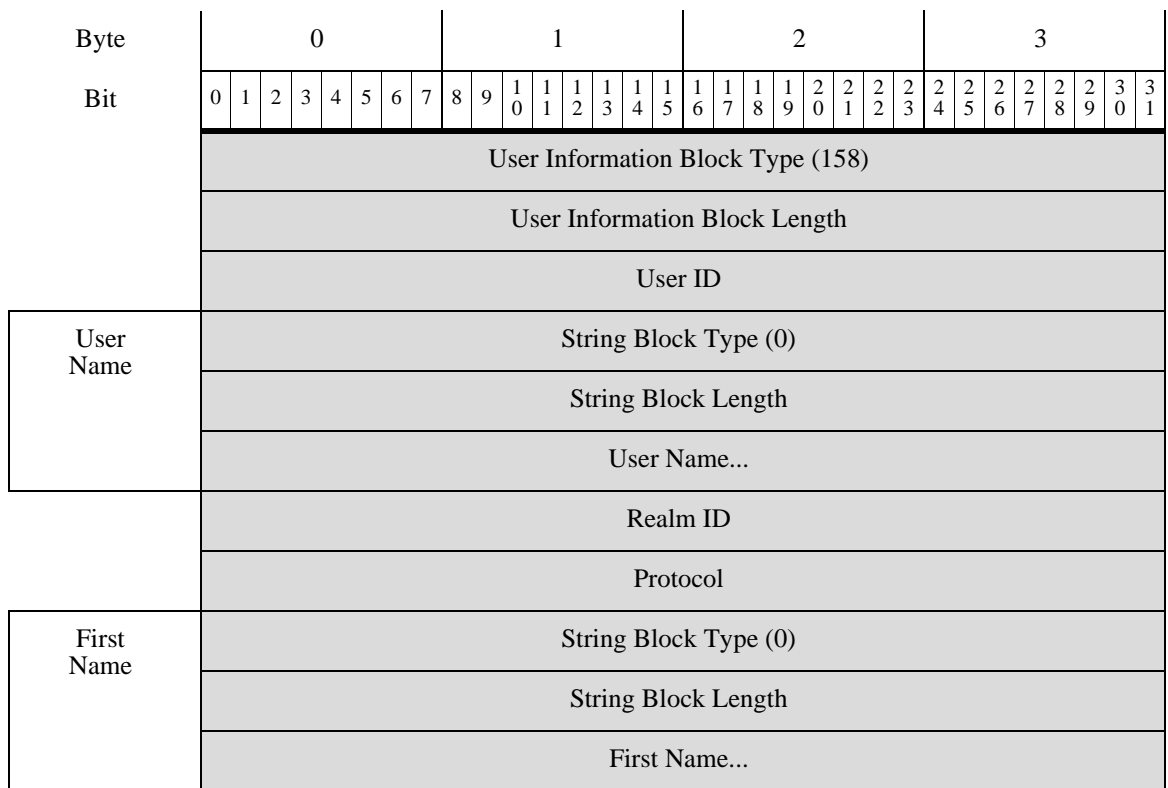 Byte 0 1 2 3
Bit 0 1 2 3 4 5 6 7 8 9 10 11 12 13 14 15 16 17 18 19 20 21 22 23 24 25 26 27 28 29 30 31
User Information Block Type (158)
User Information Block Length
User ID
User
Name
String Block Type (0)
String Block Length
User Name...
Realm ID
Protocol
First
Name
String Block Type (0)
String Block Length
First Name...